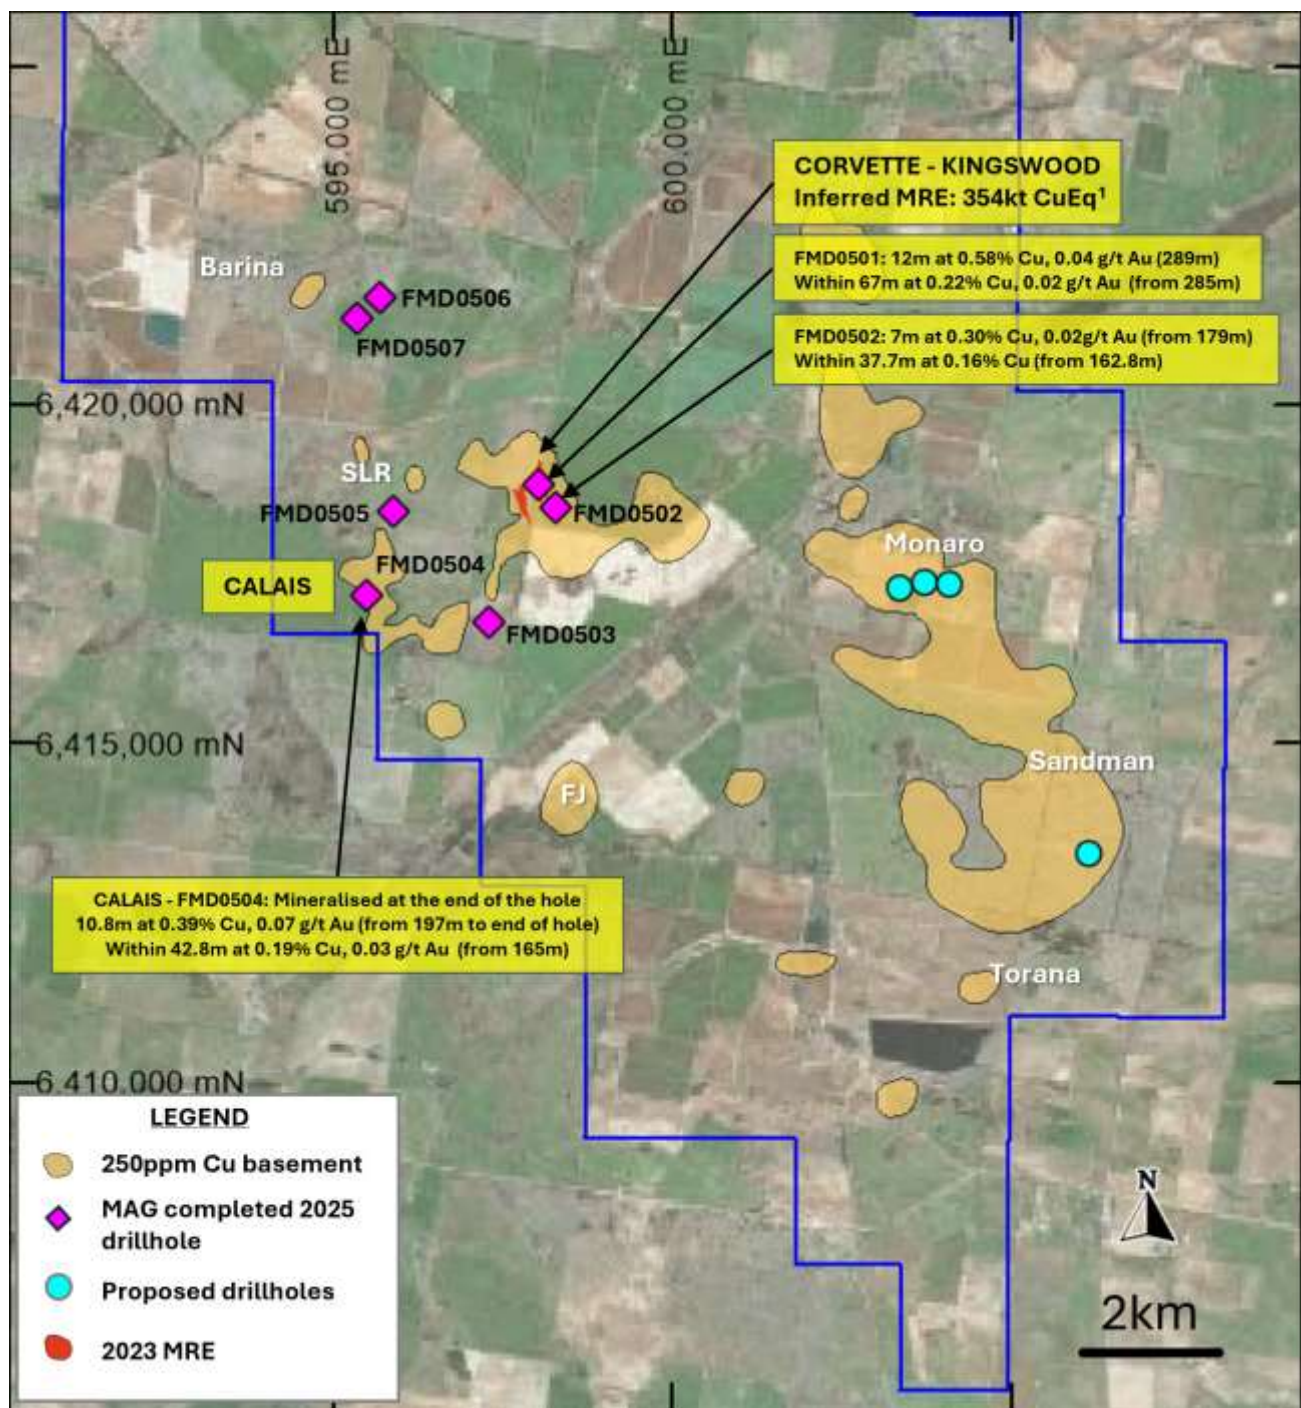 595,000 mE
600,000 mE
CORVETTE - KINGSWOOD
Inferred MRE: 354kt CuEq¹
FMD0501: 12m at 0.58% Cu, 0.04 g/t Au (289m)
Within 67m at 0.22% Cu, 0.02 g/t Au (from 285m)
FMD0502: 7m at 0.30% Cu, 0.02g/t Au (from 179m)
Within 37.7m at 0.16% Cu (from 162.8m)
Barina
FMD0506
FMD0507
6,420,000 mN
SLR
FMD0505
FMD0502
FMD0504
CALAIS
FMD0503
Monaro
6,415,000 mN
Sandman
FJ
CALAIS - FMD0504: Mineralised at the end of the hole
10.8m at 0.39% Cu, 0.07 g/t Au (from 197m to end of hole)
Within 42.8m at 0.19% Cu, 0.03 g/t Au (from 165m)
Torana
6,410,000 mN
LEGEND
250ppm Cu basement
MAG completed 2025
drillhole
Proposed drillholes
2023 MRE
N
2km